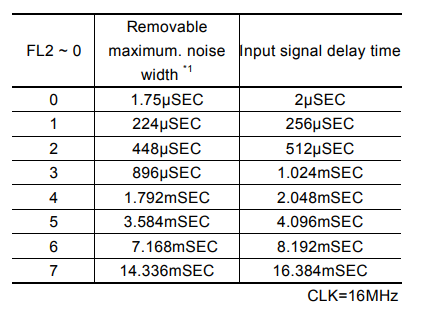 FL2 ~ 0 Removable maximum. noise width *1 Input signal delay time
0 1.75µSEC 2µSEC
1 224µSEC 256µSEC
2 448µSEC 512µSEC
3 896µSEC 1.024mSEC
4 1.792mSEC 2.048mSEC
5 3.584mSEC 4.096mSEC
6 7.168mSEC 8.192mSEC
7 14.336mSEC 16.384mSEC
CLK=16MHz